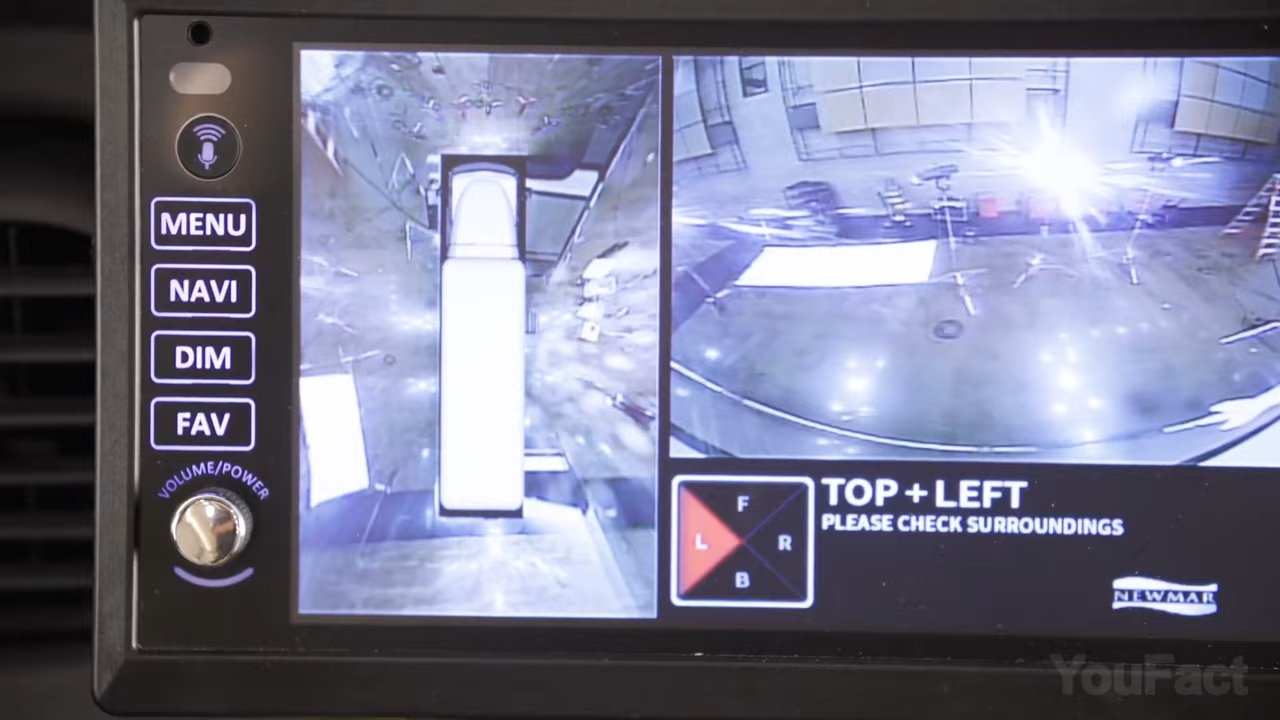 MENU
NAVI
DIM
FAV
VOLUME/POWER
TOP + LEFT
PLEASE CHECK SURROUNDINGS
F
L
R
B
NEWMAR
YouFact